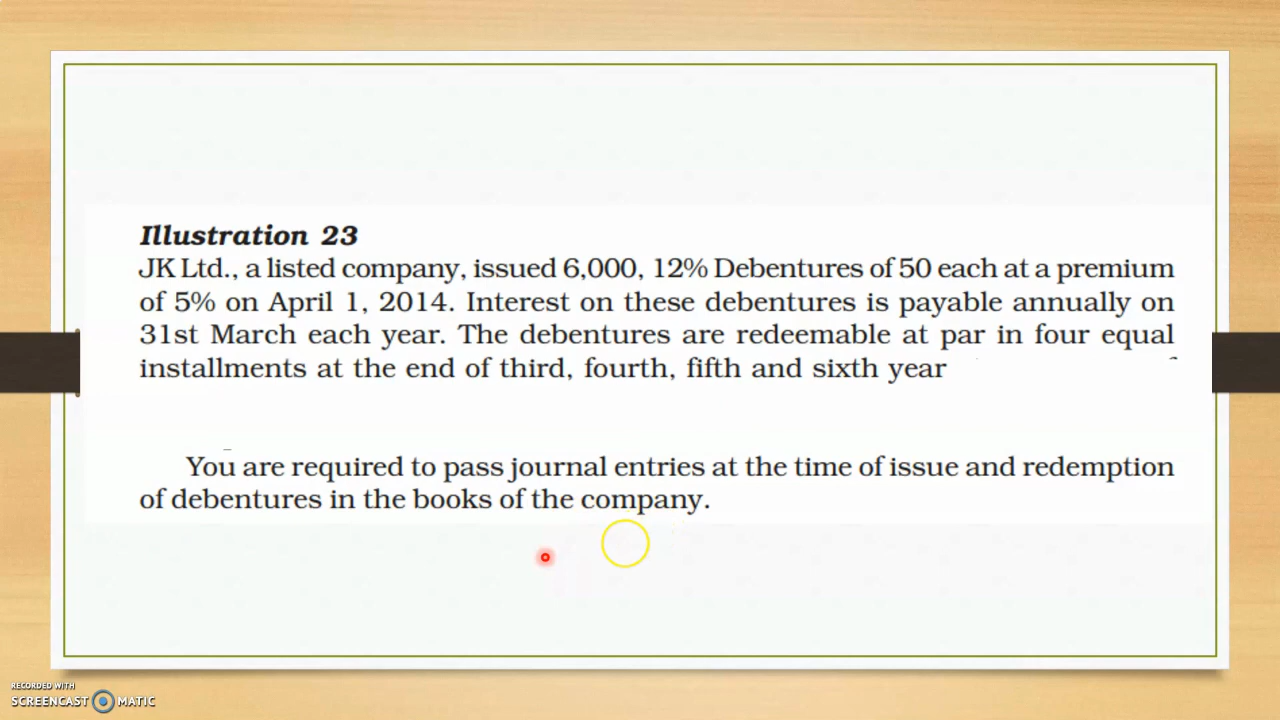 Illustration 23
JK Ltd., a listed company, issued 6,000, 12% Debentures of 50 each at a premium
of 5% on April 1, 2014. Interest on these debentures is payable annually on
31st March each year. The debentures are redeemable at par in four equal
installments at the end of third, fourth, fifth and sixth year
You are required to pass journal entries at the time of issue and redemption
of debentures in the books of the company.
RECORDED WITH
SCREENCAST MATIC